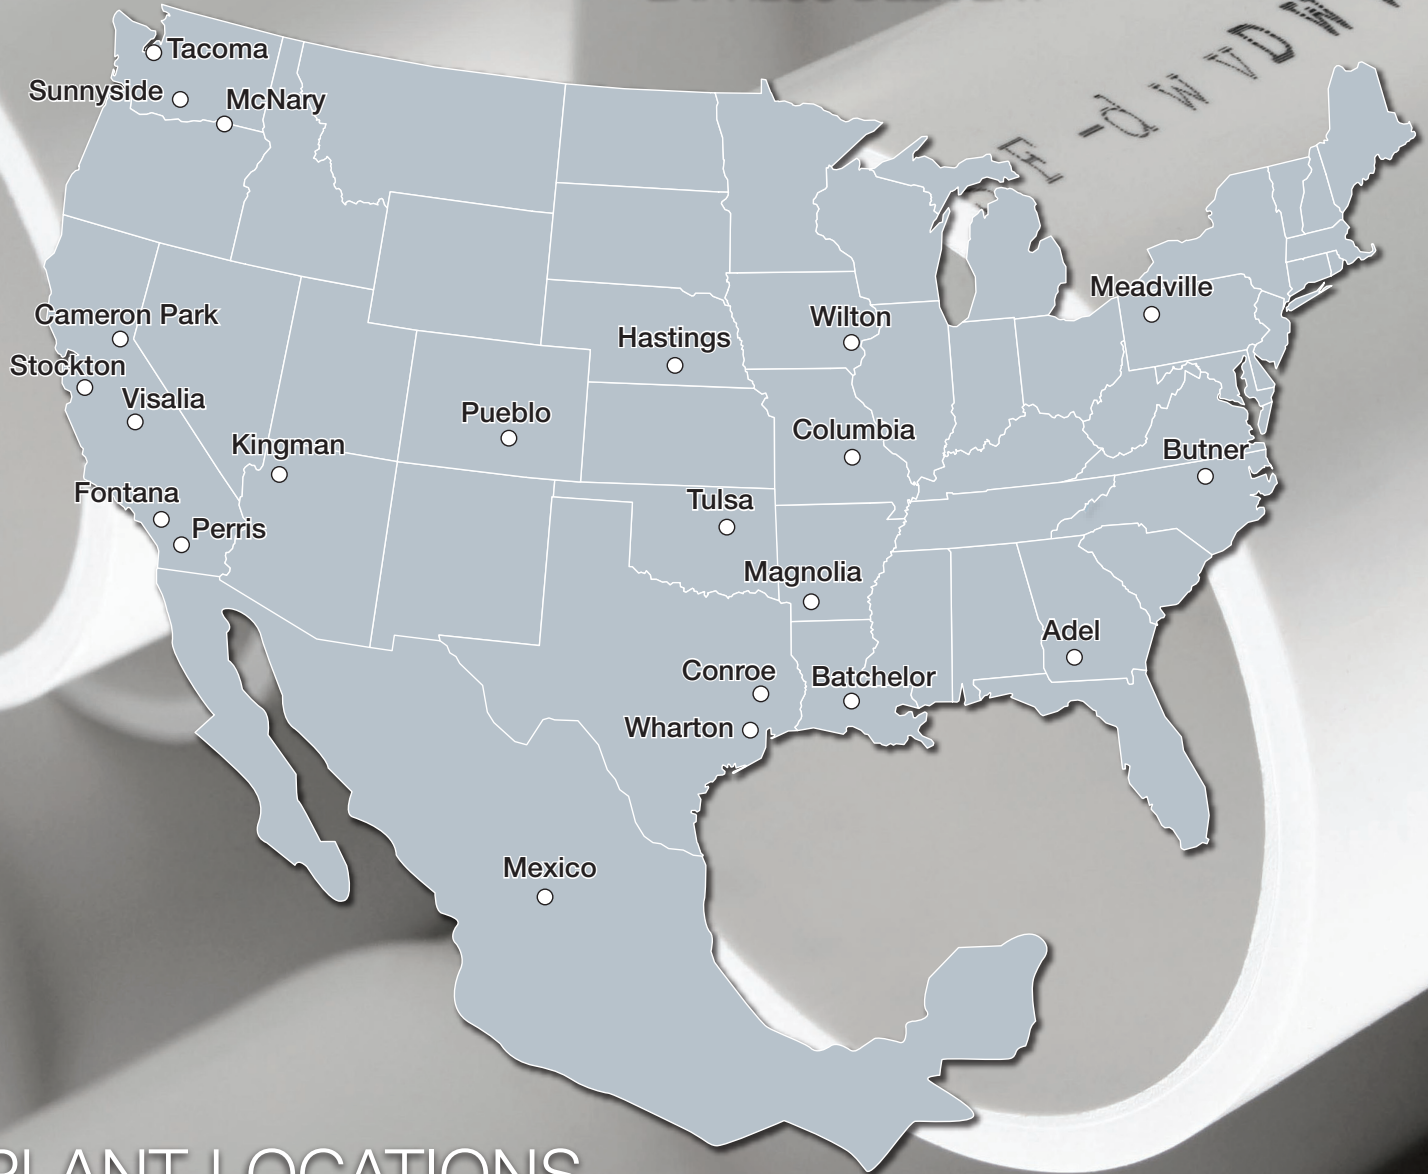 Tacoma
Sunnyside
McNary
Meadville
Cameron Park
Wilton
Hastings
Stockton
Visalia
Pueblo
Columbia
Kingman
Butner
Fontana
Tulsa
Perris
Magnolia
Adel
Conroe
Batchelor
Wharton
Mexico
PLANT LOCATIONS